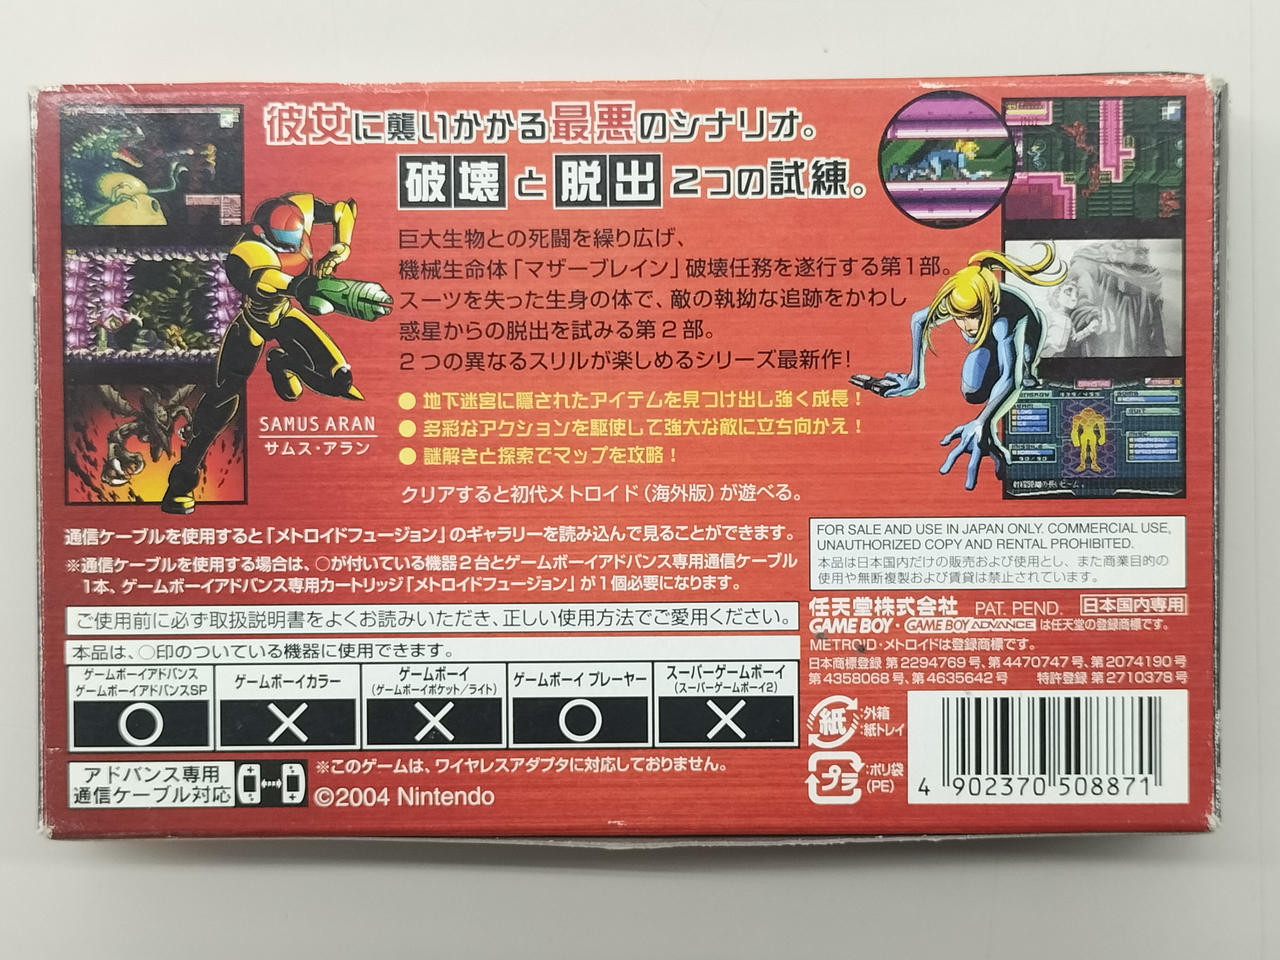 彼女に襲いかかる最悪のシナリオ。
破壊と脱出 2つの試練。
巨大生物との死闘を繰り広げ、
機械生命体「マザーブレイン」破壊任務を遂行する第1部。
スーツを失った生身の体で、敵の執拗な追跡をかわし
惑星からの脱出を試みる第2部。
2つの異なるスリルが楽しめるシリーズ最新作!
● 地下迷宮に隠されたアイテムを見つけ出し強く成長!
● 多彩なアクションを駆使して強大な敵に立ち向かえ!
● 謎解きと探索でマップを攻略!
クリアすると初代メトロイド(海外版)が遊べる。
SAMUS ARAN
サムス・アラン
通信ケーブルを使用すると「メトロイドフュージョン」のギャラリーを読み込んで見ることができます。
※通信ケーブルを使用する場合は、○が付いている機器2台とゲームボーイアドバンス専用通信ケーブル
1本、ゲームボーイアドバンス専用カートリッジ「メトロイドフュージョン」が1個必要になります。
ご使用前に必ず取扱説明書をよくお読みいただき、正しい使用方法でご愛用ください。
本品は、○印のついている機器に使用できます。
ゲームボーイアドバンス
ゲームボーイアドバンスSP
ゲームボーイカラー
ゲームボーイ
(ゲームボーイポケット/ライト)
ゲームボーイ プレーヤー
スーパーゲームボーイ
(スーパーゲームボーイ2)
○ × × ○ ×
アドバンス専用
通信ケーブル対応
※このゲームは、ワイヤレスアダプタに対応しておりません。
©2004 Nintendo
FOR SALE AND USE IN JAPAN ONLY. COMMERCIAL USE,
UNAUTHORIZED COPY AND RENTAL PROHIBITED.
本品は日本国内だけの販売および使用とし、また商業目的の
使用や無断複製および賃貸は禁止されています。
任天堂株式会社 PAT. PEND. 日本国内専用
GAME BOY・GAME BOY ADVANCE は任天堂の登録商標です。
METROID・メトロイドは登録商標です。
日本商標登録 第2294769号、第4470747号、第2074190号
第4358068号、第4635642号 特許登録 第2710378号
紙 :外箱
:紙トレイ
プラ :ポリ袋
(PE)
4 902370 508871